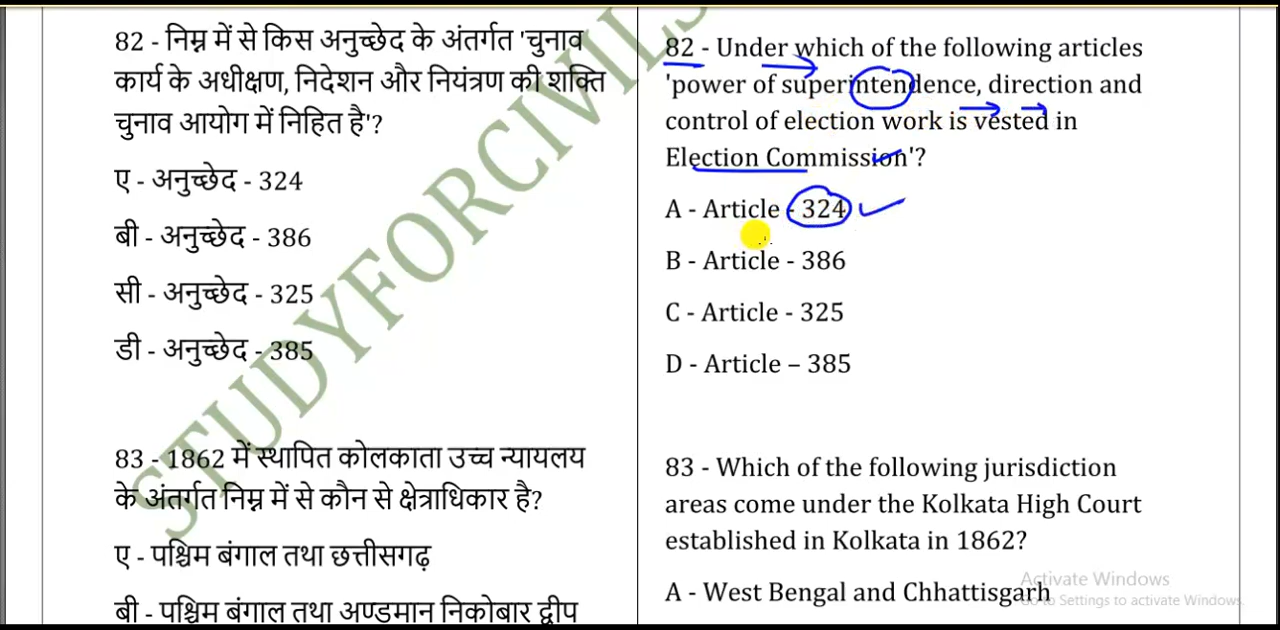 82 - निम्न में से किस अनुच्छेद के अंतर्गत 'चुनाव
कार्य के अधीक्षण, निदेशन और नियंत्रण की शक्ति
चुनाव आयोग में निहित है'?
ए - अनुच्छेद - 324
बी - अनुच्छेद - 386
सी - अनुच्छेद - 325
डी - अनुच्छेद - 385
83 - 1862 में स्थापित कोलकाता उच्च न्यायलय
के अंतर्गत निम्न में से कौन से क्षेत्राधिकार है?
ए - पश्चिम बंगाल तथा छत्तीसगढ़
बी - पश्चिम बंगाल तथा अण्डमान निकोबार द्वीप
82 - Under which of the following articles
'power of superintendence, direction and
control of election work is vested in
Election Commission'?
A - Article - 324
B - Article - 386
C - Article - 325
D - Article – 385
83 - Which of the following jurisdiction
areas come under the Kolkata High Court
established in Kolkata in 1862?
A - West Bengal and Chhattisgarh
STUDYFORCIVILS
Activate Windows
Go to Settings to activate Windows.